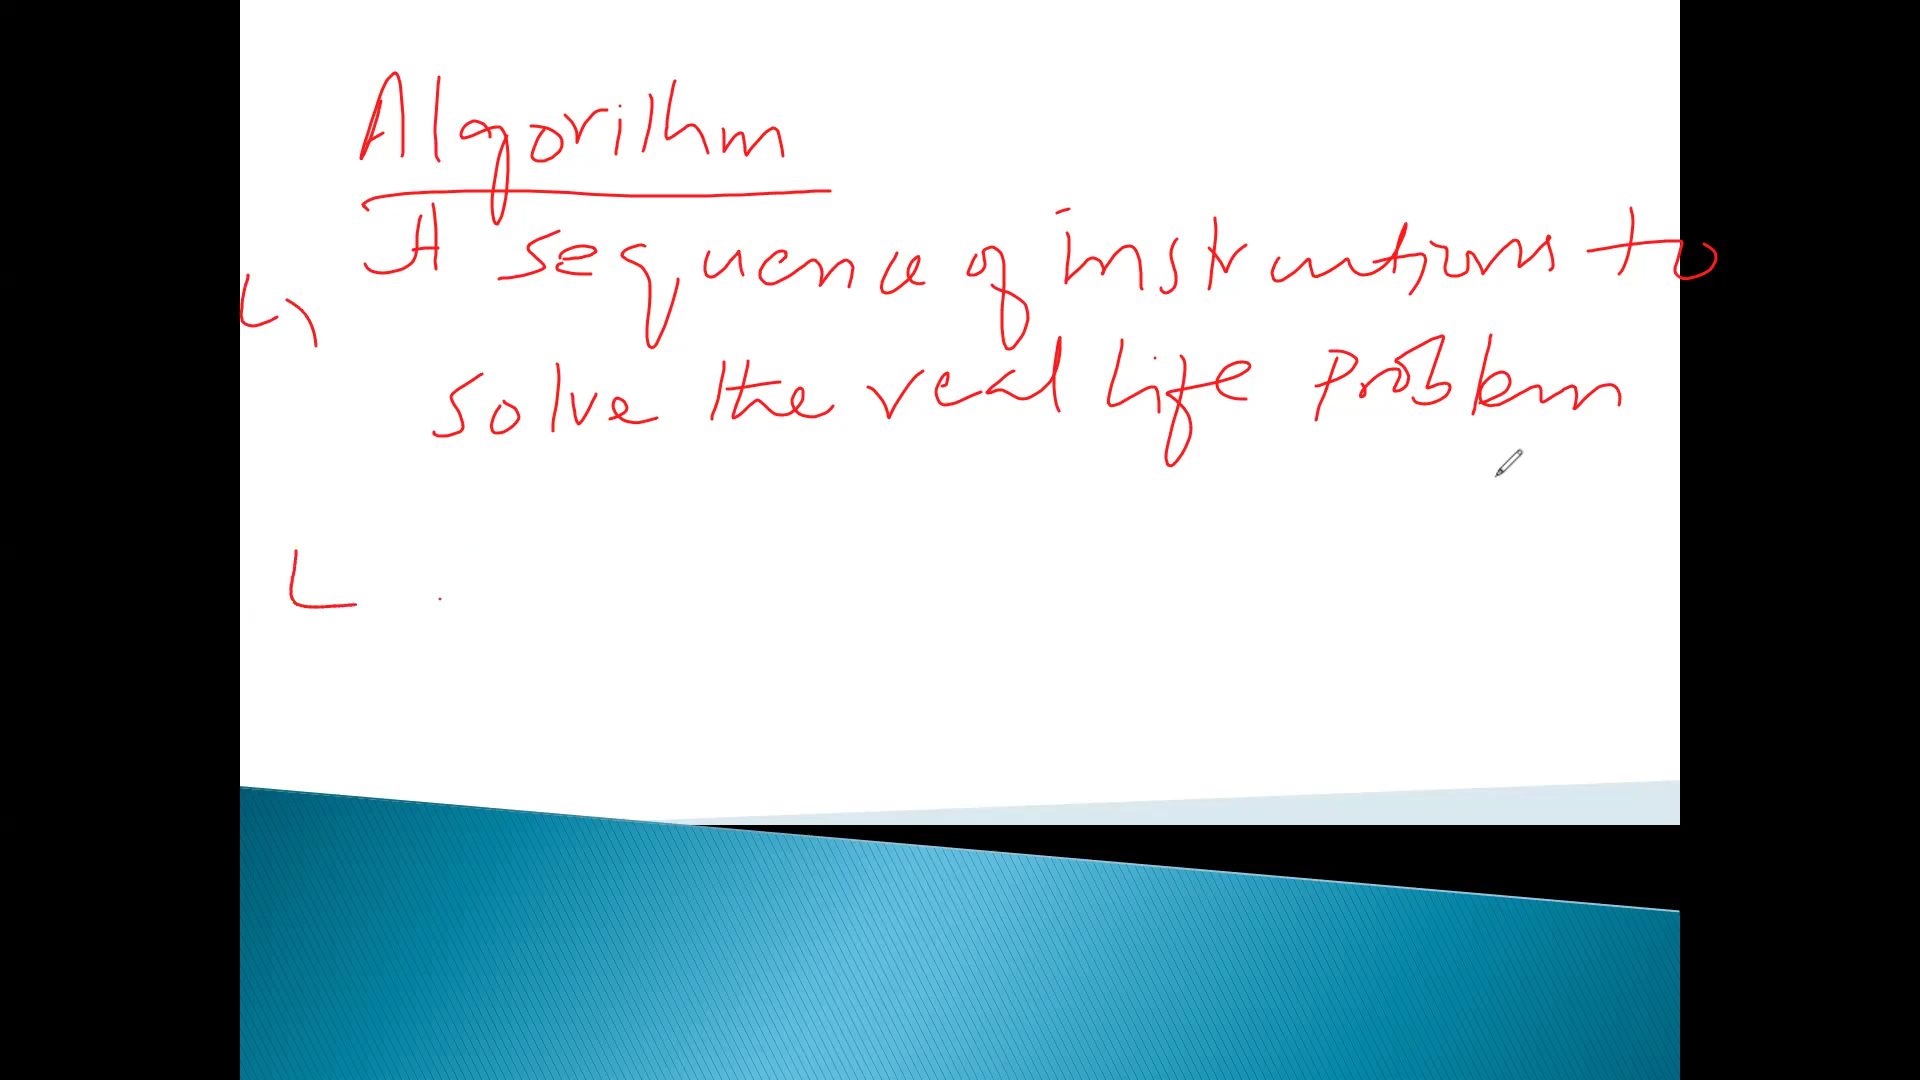 Algorithm
A sequence of instructions to
solve the real life Problem
L